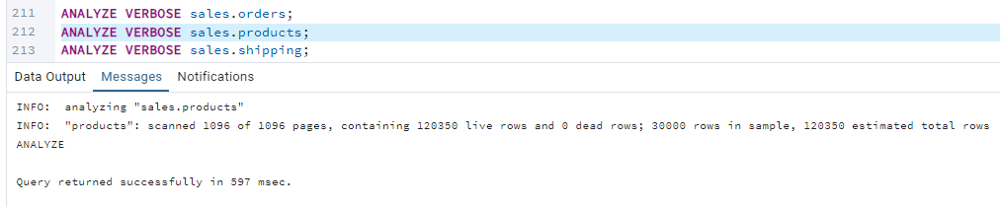 211 ANALYZE VERBOSE sales.orders;
212 ANALYZE VERBOSE sales.products;
213 ANALYZE VERBOSE sales.shipping;
Data Output Messages Notifications
INFO: analyzing "sales.products"
INFO: "products": scanned 1096 of 1096 pages, containing 120350 live rows and 0 dead rows; 30000 rows in sample, 120350 estimated total rows
ANALYZE
Query returned successfully in 597 msec.